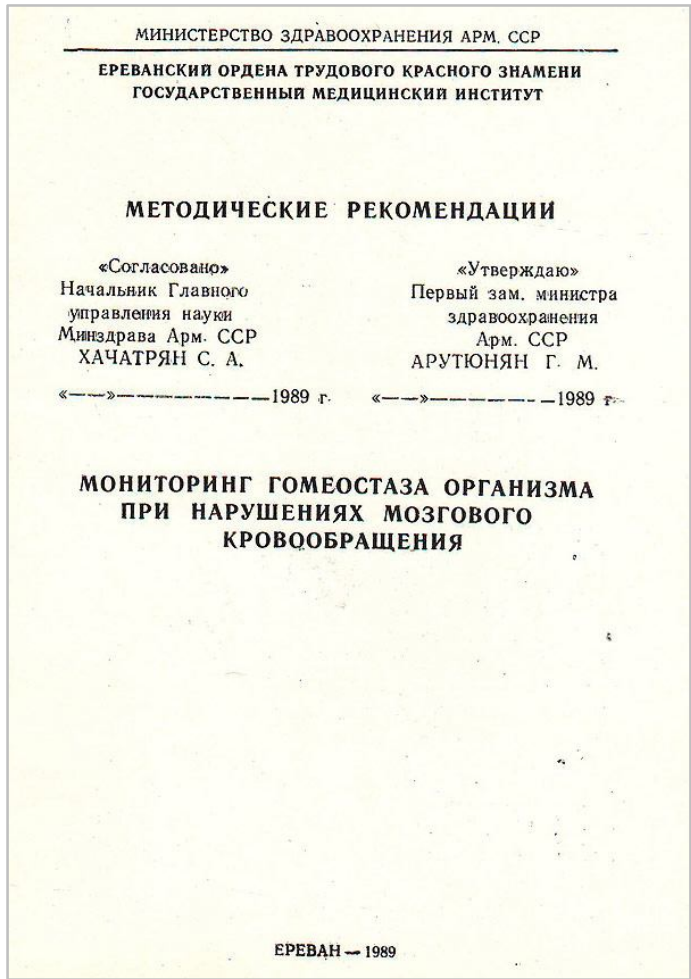 МИНИСТЕРСТВО ЗДРАВООХРАНЕНИЯ АРМ. ССР
ЕРЕВАНСКИЙ ОРДЕНА ТРУДОВОГО КРАСНОГО ЗНАМЕНИ
ГОСУДАРСТВЕННЫЙ МЕДИЦИНСКИЙ ИНСТИТУТ
МЕТОДИЧЕСКИЕ РЕКОМЕНДАЦИИ
«Согласовано»
Начальник Главного
управления науки
Минздрава Арм. ССР
ХАЧАТРЯН С. А.
«——»——————————1989 г.
«Утверждаю»
Первый зам. министра
здравоохранения
Арм. ССР
АРУТЮНЯН Г. М.
«——»——————————1989 г.
МОНИТОРИНГ ГОМЕОСТАЗА ОРГАНИЗМА
ПРИ НАРУШЕНИЯХ МОЗГОВОГО
КРОВООБРАЩЕНИЯ
ЕРЕВАН — 1989